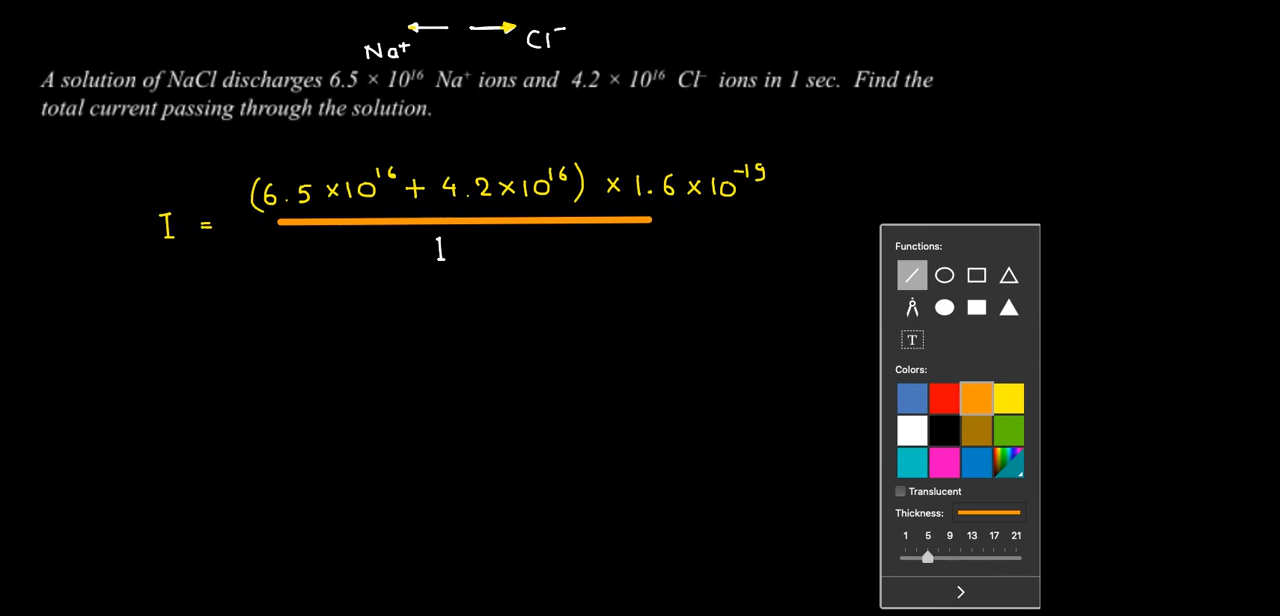 Na⁺ Cl⁻
A solution of NaCl discharges 6.5 × 10¹⁶ Na⁺ ions and 4.2 × 10¹⁶ Cl⁻ ions in 1 sec. Find the
total current passing through the solution.
I = (6.5 × 10¹⁶ + 4.2 × 10¹⁶) × 1.6 × 10⁻¹⁹
1
Functions:
T
Colors:
Translucent
Thickness:
1 5 9 13 17 21